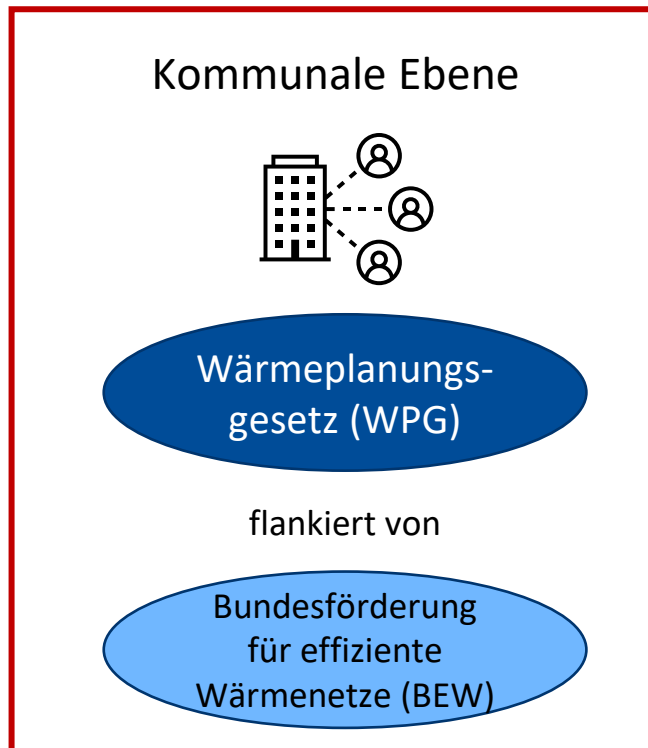 Kommunale Ebene
Wärmeplanungs-
gesetz (WPG)
flankiert von
Bundesförderung
für effiziente
Wärmenetze (BEW)